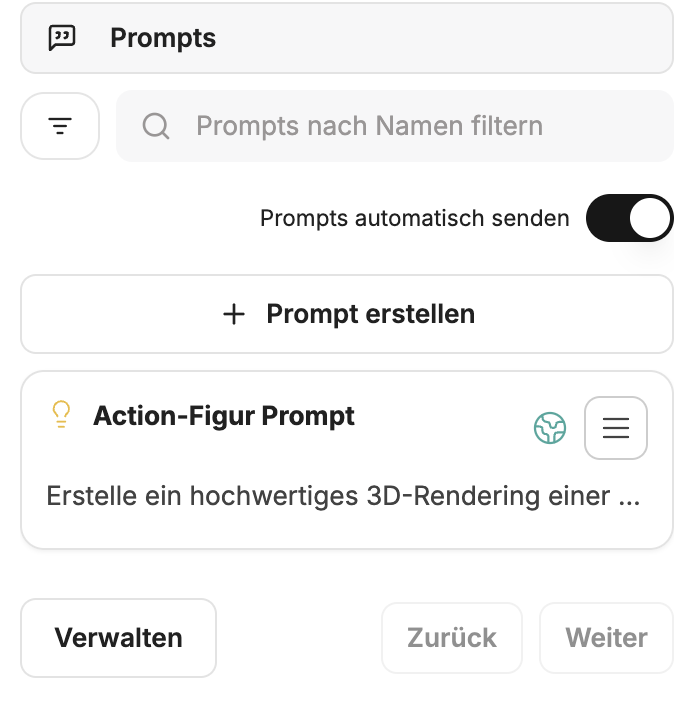 Prompts
Prompts nach Namen filtern
Prompts automatisch senden
Prompt erstellen
Action-Figur Prompt
Erstelle ein hochwertiges 3D-Rendering einer ...
Verwalten
Zurück
Weiter